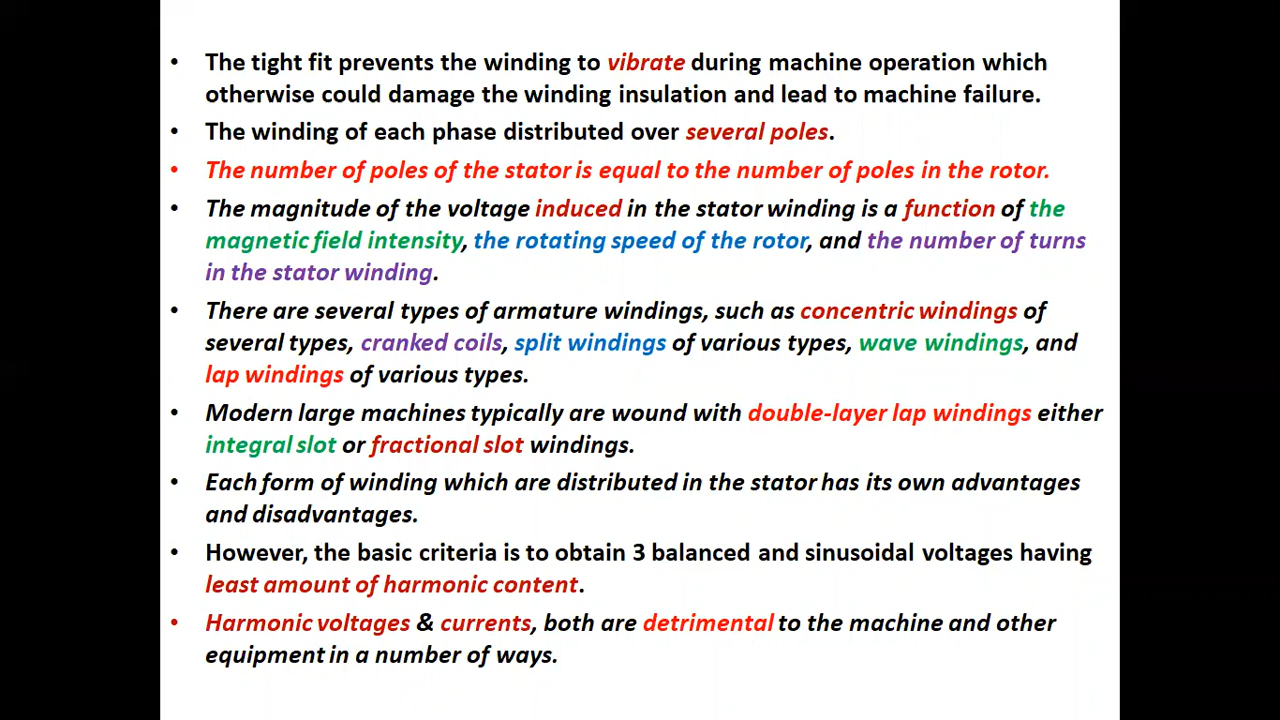 • The tight fit prevents the winding to vibrate during machine operation which
otherwise could damage the winding insulation and lead to machine failure.
• The winding of each phase distributed over several poles.
• The number of poles of the stator is equal to the number of poles in the rotor.
• The magnitude of the voltage induced in the stator winding is a function of the
magnetic field intensity, the rotating speed of the rotor, and the number of turns
in the stator winding.
• There are several types of armature windings, such as concentric windings of
several types, cranked coils, split windings of various types, wave windings, and
lap windings of various types.
• Modern large machines typically are wound with double-layer lap windings either
integral slot or fractional slot windings.
• Each form of winding which are distributed in the stator has its own advantages
and disadvantages.
• However, the basic criteria is to obtain 3 balanced and sinusoidal voltages having
least amount of harmonic content.
• Harmonic voltages & currents, both are detrimental to the machine and other
equipment in a number of ways.